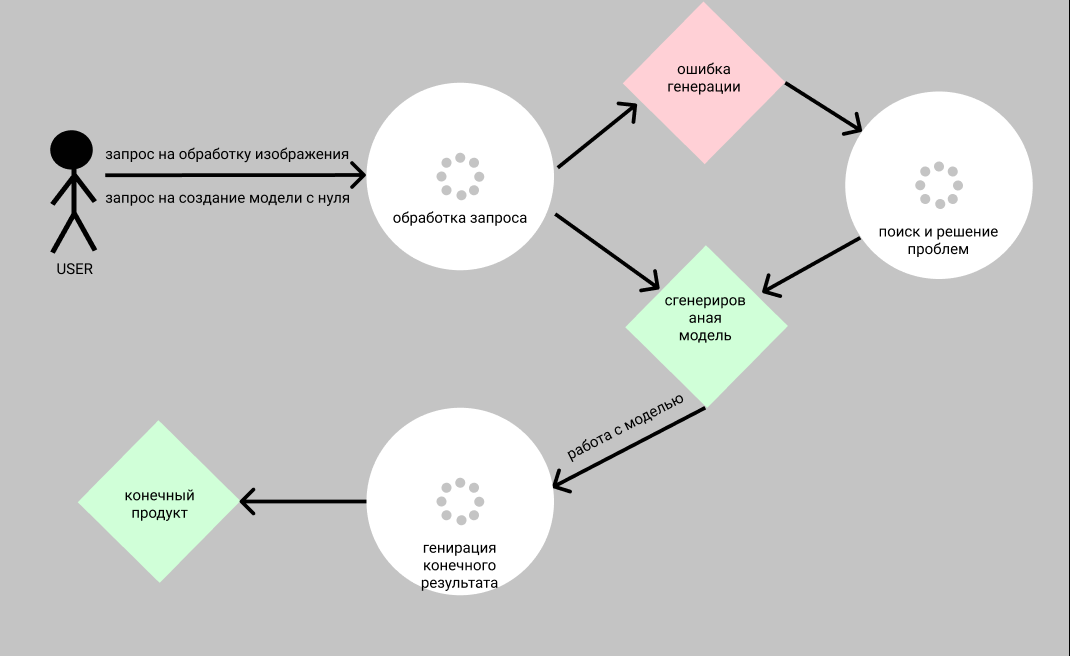 запрос на обработку изображения
запрос на создание модели с нуля
USER
обработка запроса
ошибка
генерации
поиск и решение
проблем
сгенериров
аная
модель
работа с моделью
генирация
конечного
результата
конечный
продукт